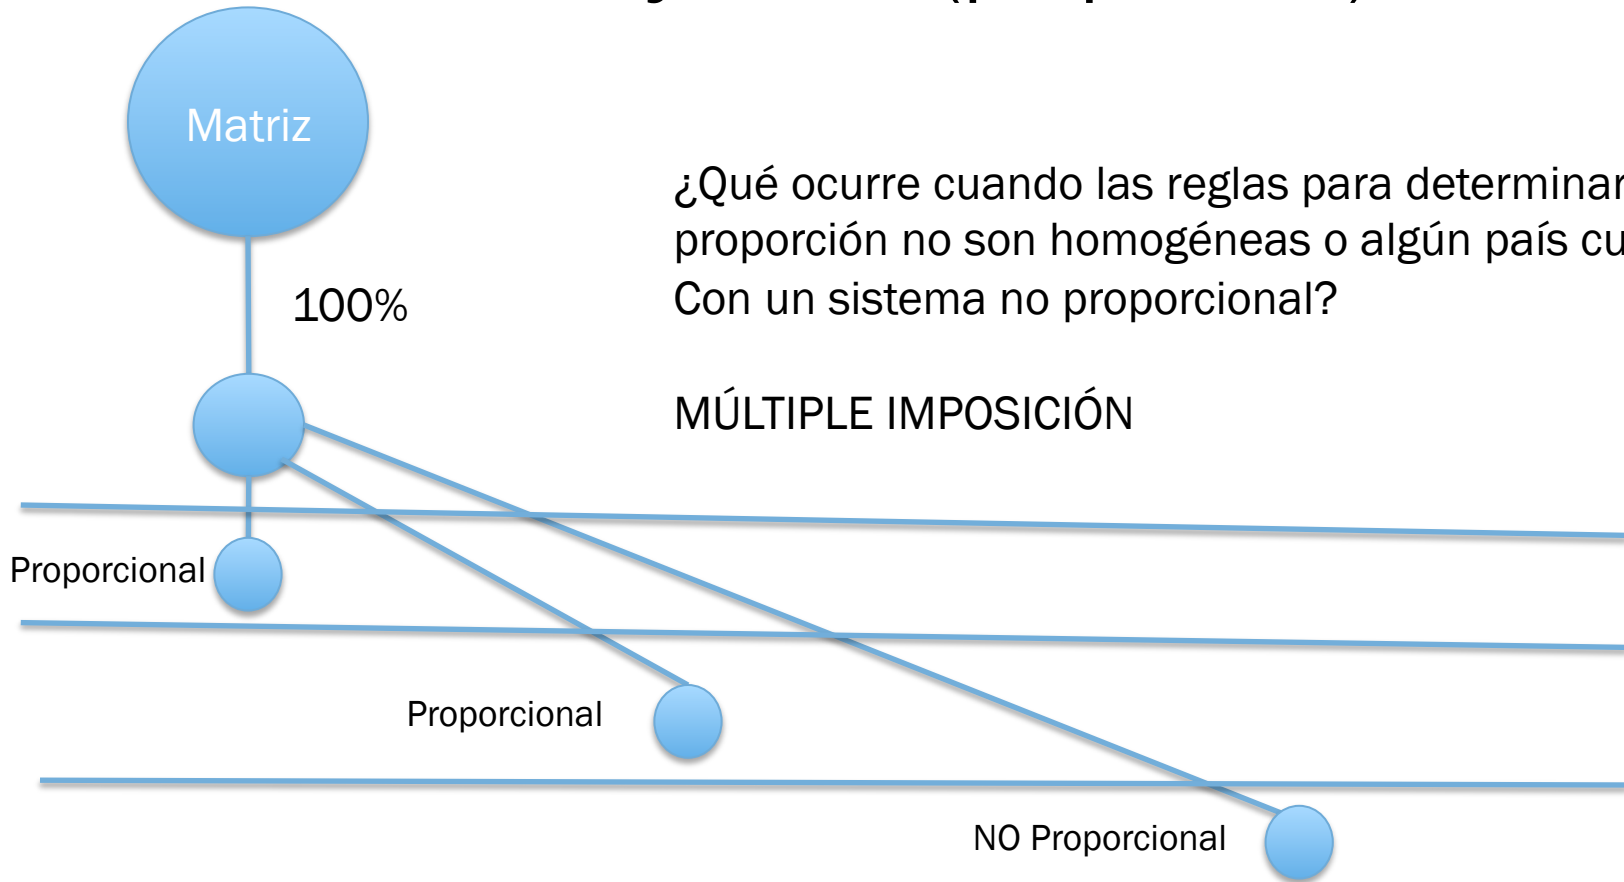 Matriz
¿Qué ocurre cuando las reglas para determinar
proporción no son homogéneas o algún país cu
Con un sistema no proporcional?
100%
MÚLTIPLE IMPOSICIÓN
Proporcional
Proporcional
NO Proporcional